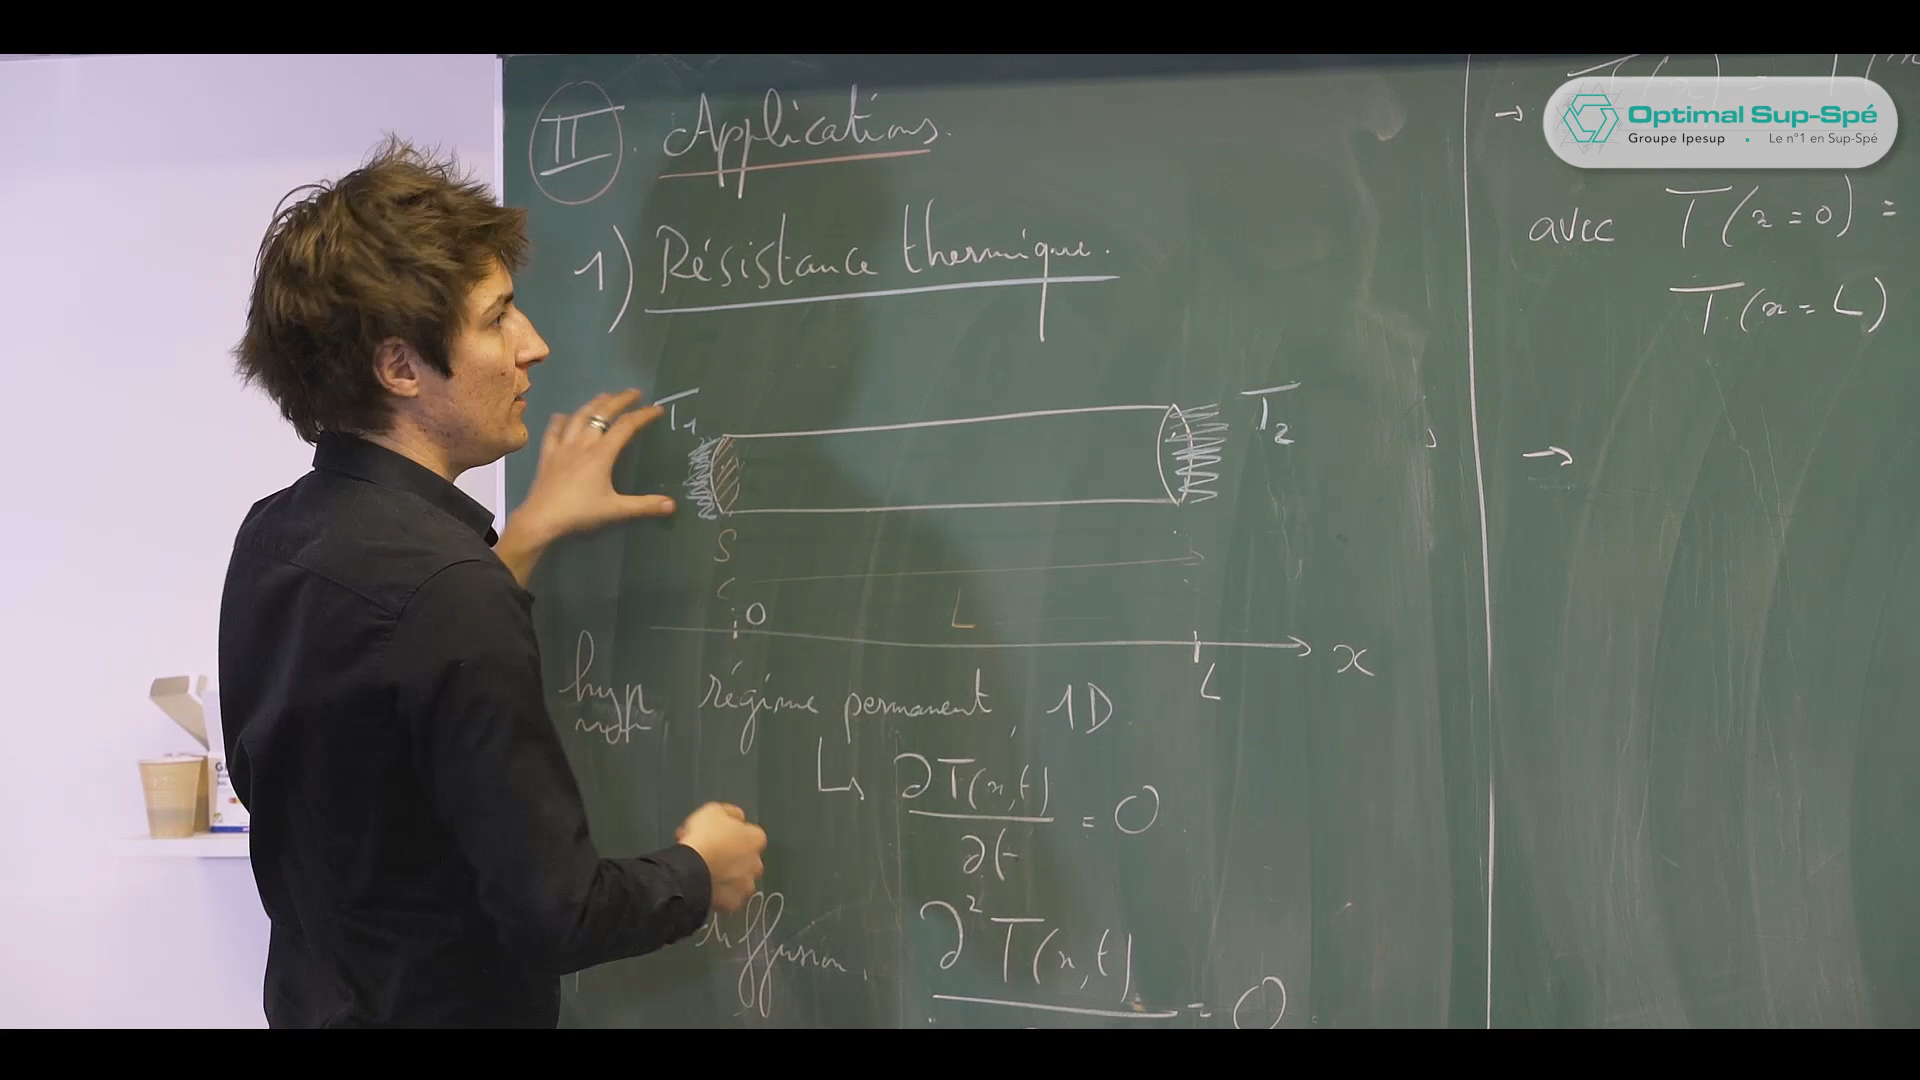 II. Applications.
1) Résistance thermique.
T1
T2
S
O
L
L
x
hyp régime permanent, 1D.
↳ ∂T(x,t)/∂t = 0.
diffusion,
∂²T(x,t)
= 0
→
avec T(x=0) =
T(x=L)
→
Optimal Sup-Spé
Groupe Ipesup • Le n°1 en Sup-Spé